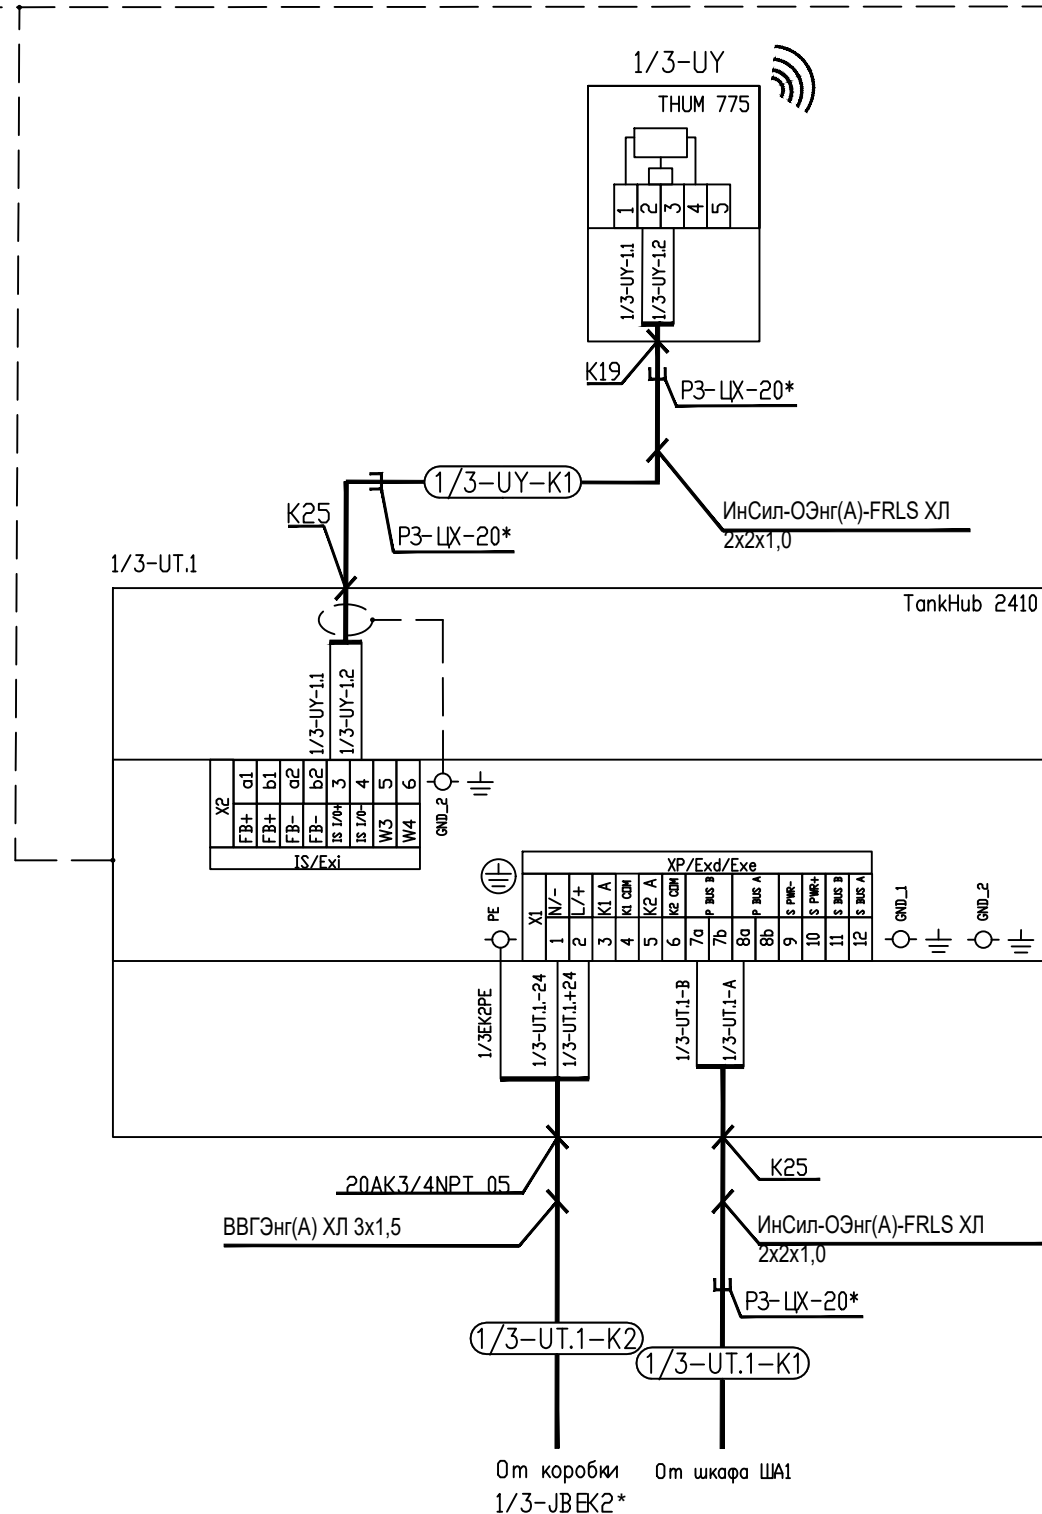 1/3-UY
THUM 775
1 2 3 4 5
1/3-UY-1.1
1/3-UY-1.2
К19
РЗ-ЦХ-20*
1/3-UY-K1
К25
РЗ-ЦХ-20*
ИнСил-ОЭнг(А)-FRLS ХЛ
2х2х1,0
1/3-UT.1
TankHub 2410
1/3-UY-1.1
1/3-UY-1.2
X2
a1 b1 a2 b2 3 4 5 6
FB+ FB+ FB- FB- IS I/O+ IS I/O- W3 W4
GND_2
IS/Exi
XP/Exd/Exe
PE
X1
N/- L/+ K1 A K1 COM K2 A K2 COM P BUS B P BUS A S PWR- S PWR+ S BUS B S BUS A
1 2 3 4 5 6 7a 7b 8a 8b 9 10 11 12
GND_1
GND_2
1/3EK2PE
1/3-UT.1.-24
1/3-UT.1.+24
1/3-UT.1-B
1/3-UT.1-A
20АК3/4NPT 05
К25
ВВГЭнг(А) ХЛ 3х1,5
ИнСил-ОЭнг(А)-FRLS ХЛ
2х2х1,0
РЗ-ЦХ-20*
1/3-UT.1-K2
1/3-UT.1-K1
От коробки
1/3-JBEK2*
От шкафа ША1